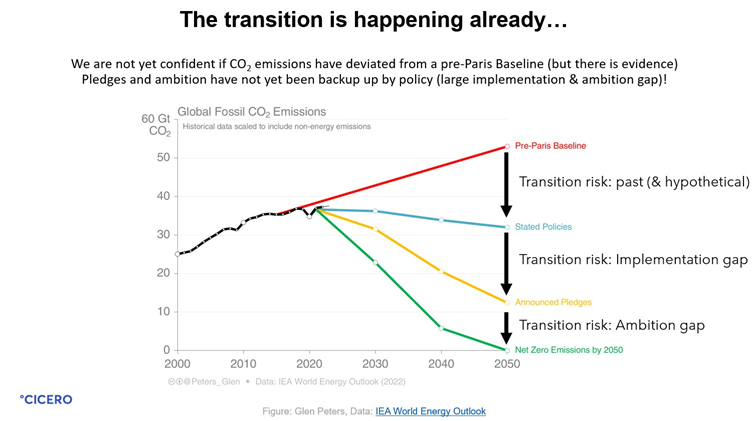 The transition is happening already…
We are not yet confident if CO₂ emissions have deviated from a pre-Paris Baseline (but there is evidence)
Pledges and ambition have not yet been backup up by policy (large implementation & ambition gap)!
Global Fossil CO₂ Emissions
60 Gt
CO₂
Historical data scaled to include non-energy emissions
50
40
30
20
10
0
2000
2010
2020
2030
2040
2050
Pre-Paris Baseline
Transition risk: past (& hypothetical)
Stated Policies
Transition risk: Implementation gap
Announced Pledges
Transition risk: Ambition gap
Net Zero Emissions by 2050
@Peters_Glen • Data: IEA World Energy Outlook (2022)
°CICERO
Figure: Glen Peters, Data: IEA World Energy Outlook